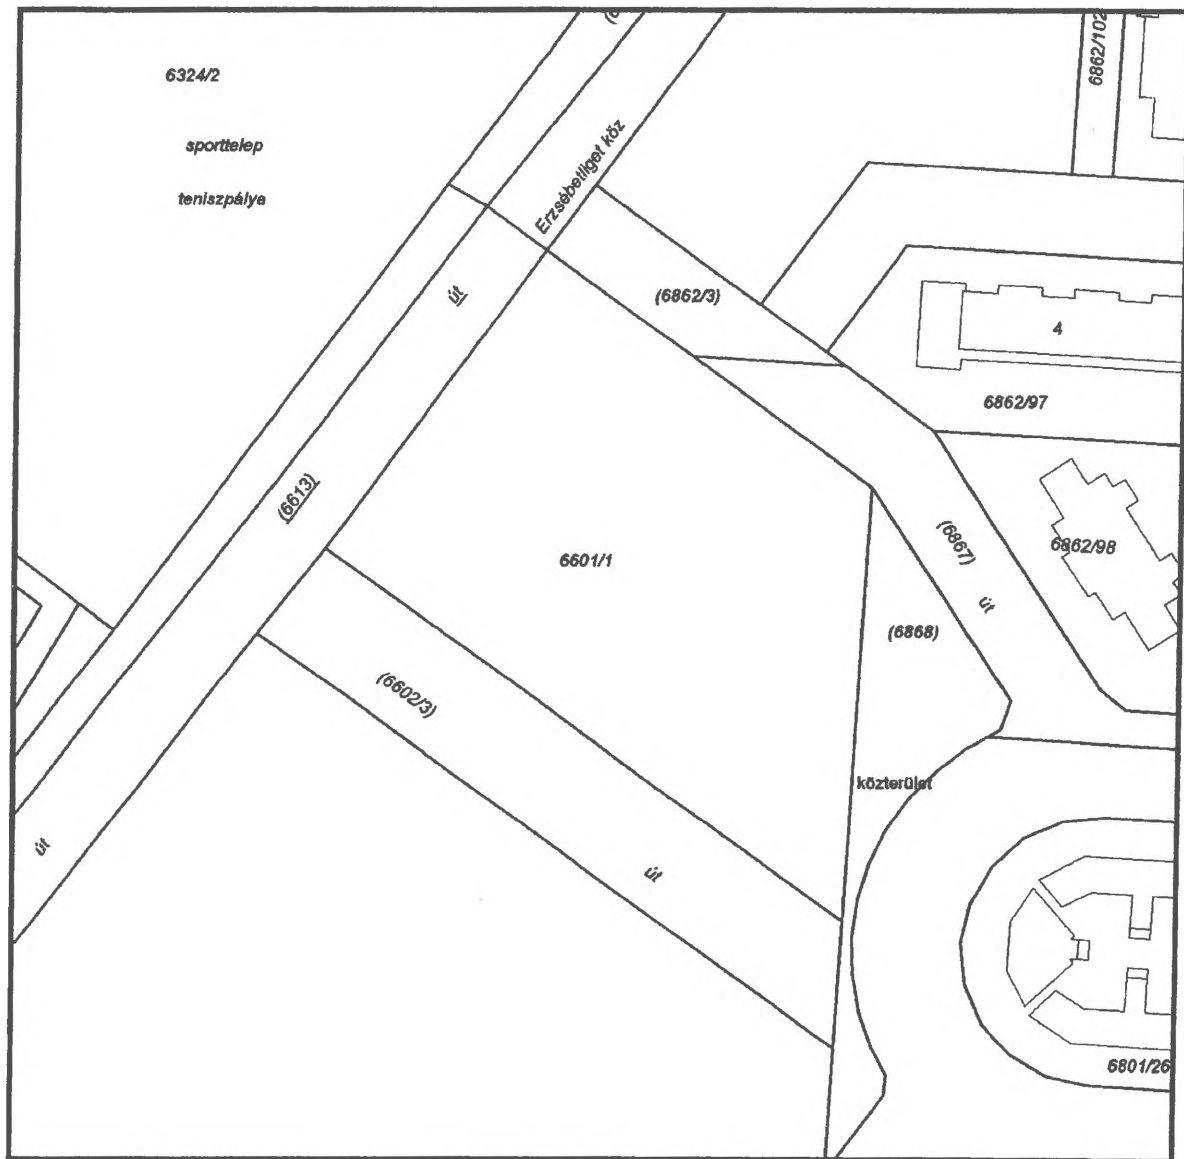 6324/2
sporttelep
teniszpálya
6862/102
Erzsébetliget köz
út
(6862/3)
4
6862/97
(6613)
6601/1
(6867)
út
6862/98
(6868)
(6602/3)
közterület
út
út
6801/26